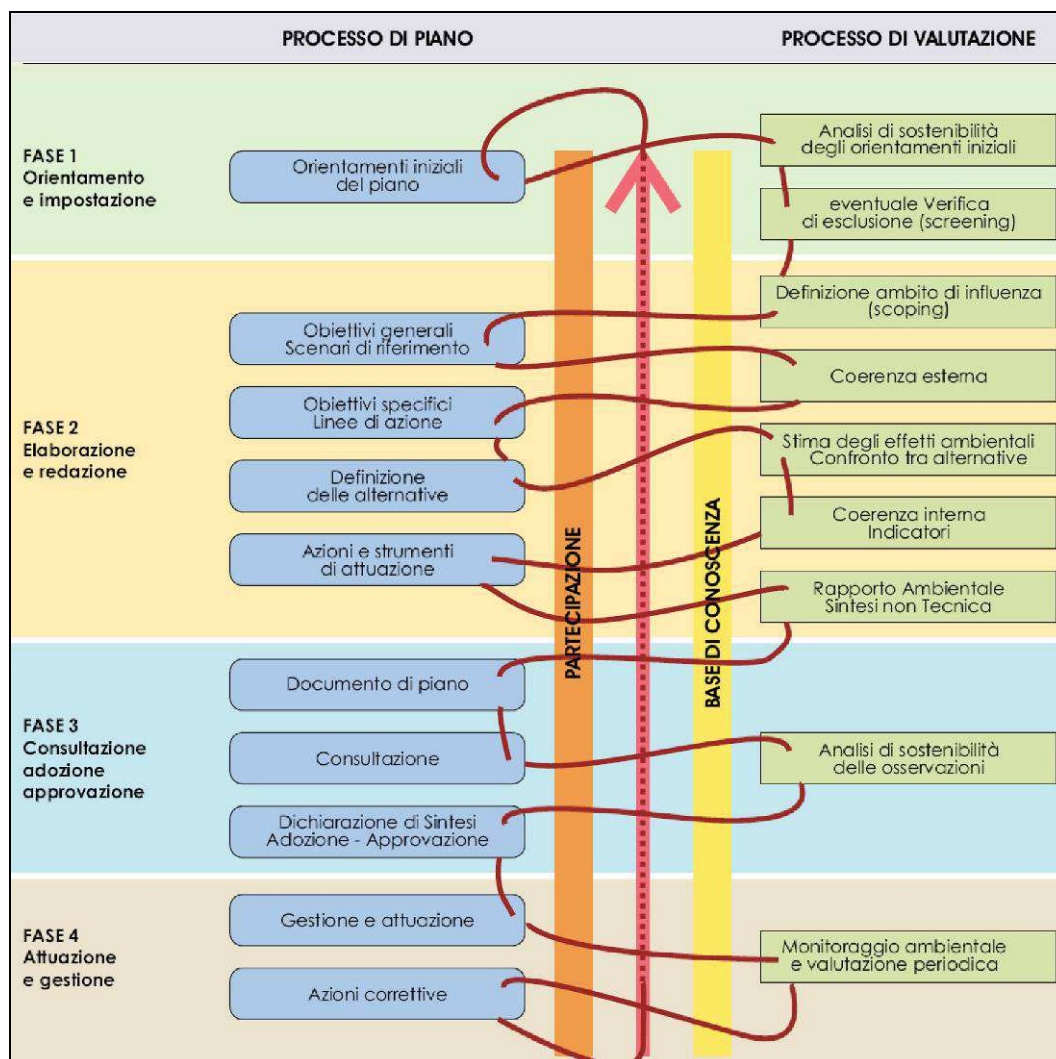 PROCESSO DI PIANO
PROCESSO DI VALUTAZIONE
FASE 1
Orientamento
e impostazione
Orientamenti iniziali
del piano
Analisi di sostenibilità
degli orientamenti iniziali
eventuale Verifica
di esclusione (screening)
FASE 2
Elaborazione
e redazione
Obiettivi generali
Scenari di riferimento
Obiettivi specifici
Linee di azione
Definizione
delle alternative
Azioni e strumenti
di attuazione
Definizione ambito di influenza
(scoping)
Coerenza esterna
Stima degli effetti ambientali
Confronto tra alternative
Coerenza interna
Indicatori
Rapporto Ambientale
Sintesi non Tecnica
PARTECIPAZIONE
BASE DI CONOSCENZA
FASE 3
Consultazione
adozione
approvazione
Documento di piano
Consultazione
Dichiarazione di Sintesi
Adozione - Approvazione
Analisi di sostenibilità
delle osservazioni
FASE 4
Attuazione
e gestione
Gestione e attuazione
Azioni correttive
Monitoraggio ambientale
e valutazione periodica